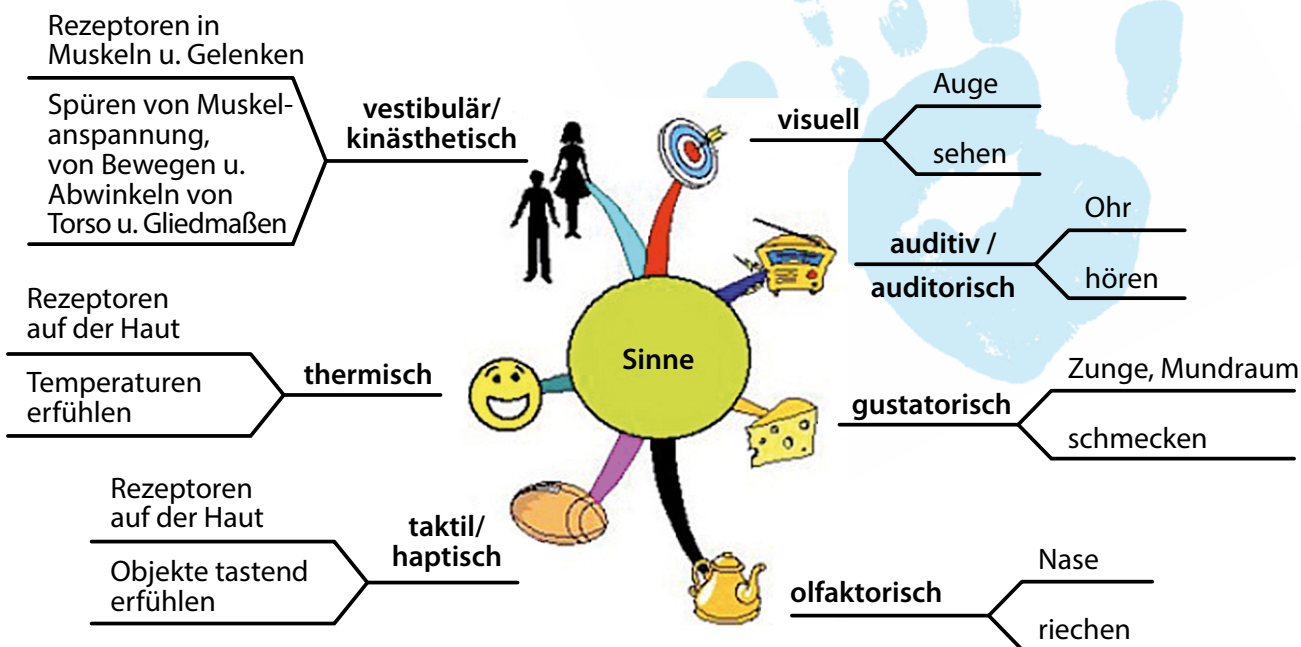 Rezeptoren in
Muskeln u. Gelenken
Spüren von Muskel-
anspannung,
von Bewegen u.
Abwinkeln von
Torso u. Gliedmaßen
vestibulär/
kinästhetisch
Rezeptoren
auf der Haut
Temperaturen
erfühlen
thermisch
Rezeptoren
auf der Haut
Objekte tastend
erfühlen
taktil/
haptisch
Sinne
visuell
Auge
sehen
auditiv /
auditorisch
Ohr
hören
gustatorisch
Zunge, Mundraum
schmecken
olfaktorisch
Nase
riechen